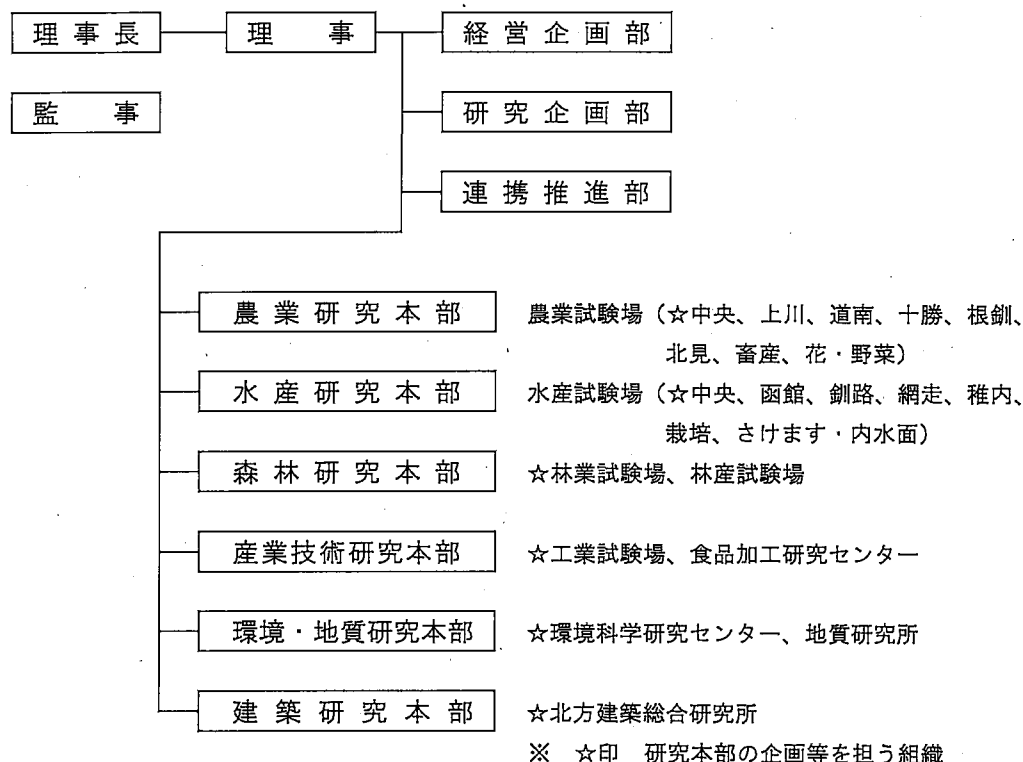 理事長
理事
経営企画部
監事
研究企画部
連携推進部
農業研究本部
農業試験場（☆中央、上川、道南、十勝、根釧、
北見、畜産、花・野菜）
水産研究本部
水産試験場（☆中央、函館、釧路、網走、稚内、
栽培、さけます・内水面）
森林研究本部
☆林業試験場、林産試験場
産業技術研究本部
☆工業試験場、食品加工研究センター
環境・地質研究本部
☆環境科学研究センター、地質研究所
建築研究本部
☆北方建築総合研究所
※　☆印　研究本部の企画等を担う組織